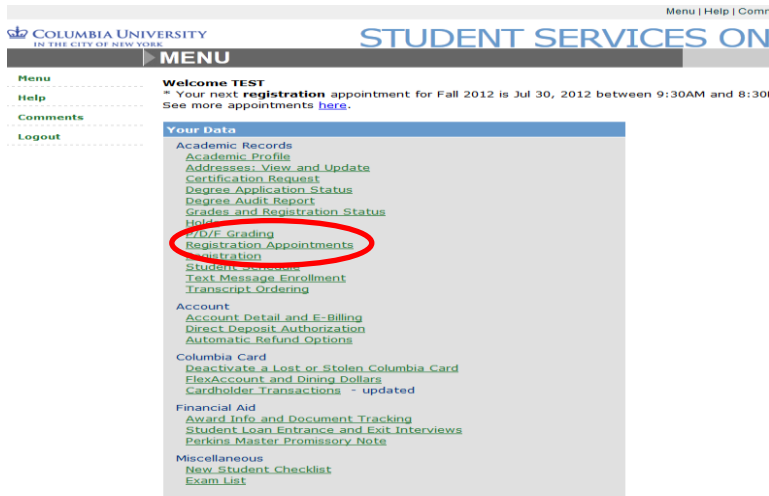 Menu | Help | Comm
COLUMBIA UNIVERSITY
IN THE CITY OF NEW YORK
STUDENT SERVICES ON
MENU
Menu
Help
Comments
Logout
Welcome TEST
* Your next registration appointment for Fall 2012 is Jul 30, 2012 between 9:30AM and 8:30
See more appointments here.
Your Data
Academic Records
Academic Profile
Addresses: View and Update
Certification Request
Degree Application Status
Degree Audit Report
Grades and Registration Status
Holds
P/D/F Grading
Registration Appointments
Registration
Student Schedule
Text Message Enrollment
Transcript Ordering
Account
Account Detail and E-Billing
Direct Deposit Authorization
Automatic Refund Options
Columbia Card
Deactivate a Lost or Stolen Columbia Card
FlexAccount and Dining Dollars
Cardholder Transactions - updated
Financial Aid
Award Info and Document Tracking
Student Loan Entrance and Exit Interviews
Perkins Master Promissory Note
Miscellaneous
New Student Checklist
Exam List